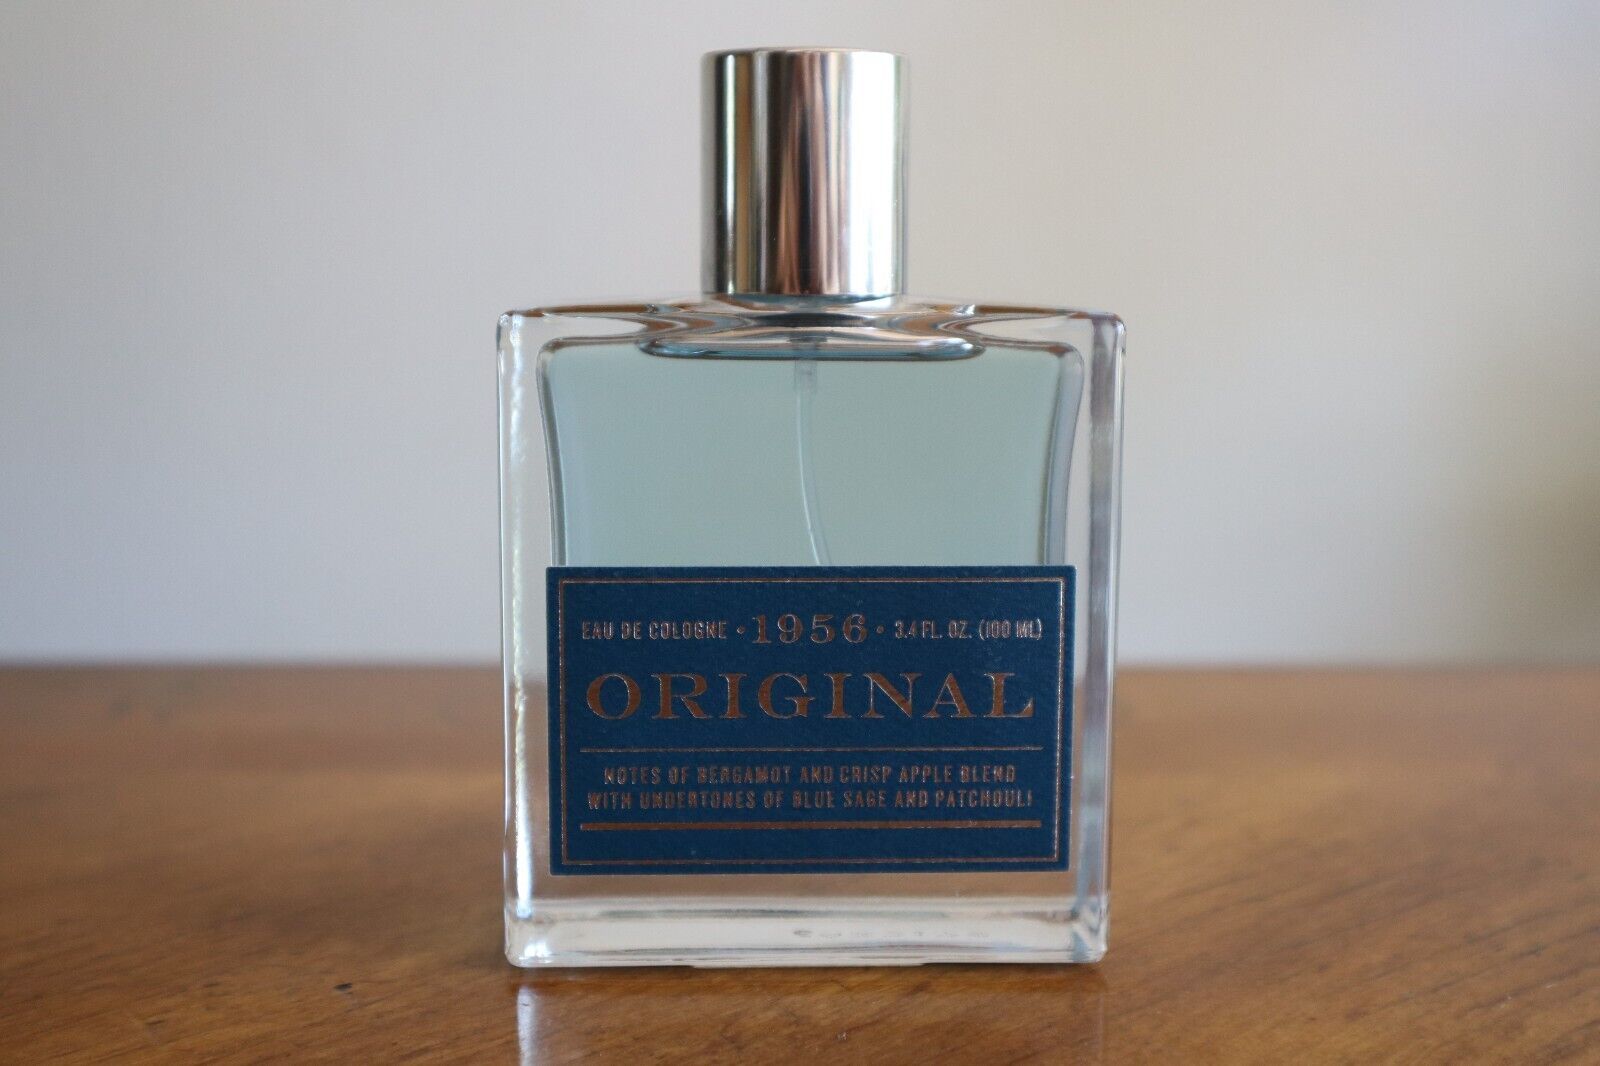 EAU DE COLOGNE • 1956 • 3.4 FL. OZ. (100 ML)
ORIGINAL
NOTES OF BERGAMOT AND CRISP APPLE BLEND
WITH UNDERTONES OF BLUE SAGE AND PATCHOULI